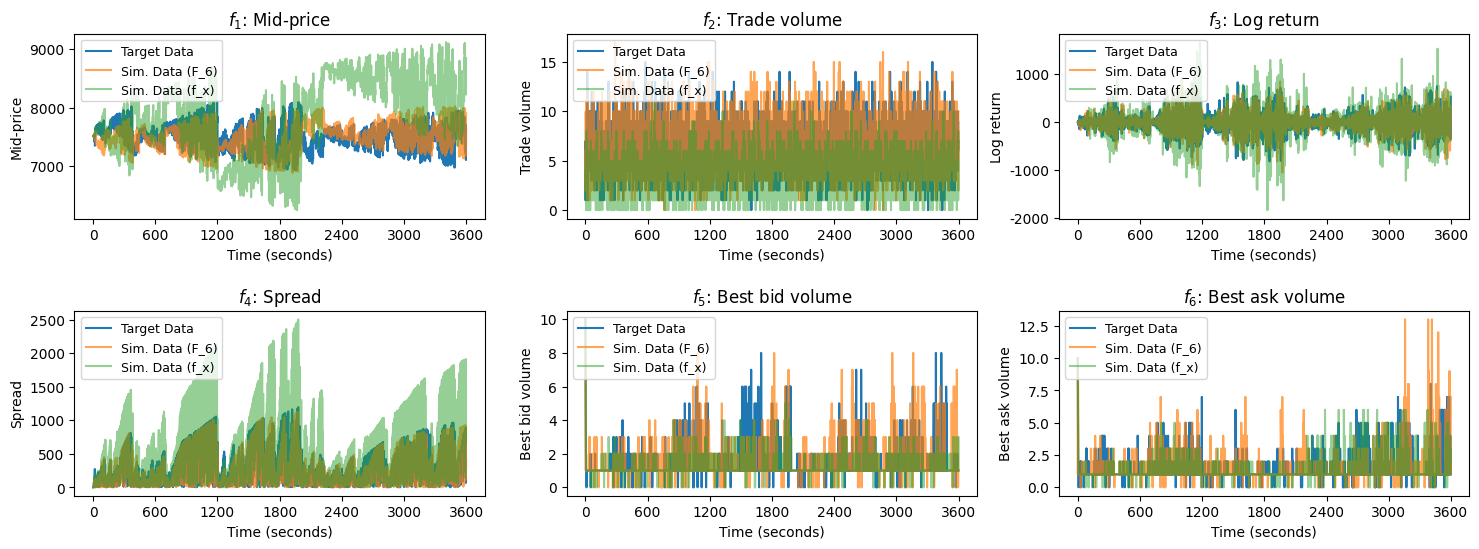 f₁: Mid-price
9000
8000
7000
Mid-price
Target Data
Sim. Data (F_6)
Sim. Data (f_x)
0 600 1200 1800 2400 3000 3600
Time (seconds)
f₂: Trade volume
15
10
5
0
Trade volume
Target Data
Sim. Data (F_6)
Sim. Data (f_x)
0 600 1200 1800 2400 3000 3600
Time (seconds)
f₃: Log return
1000
0
-1000
-2000
Log return
Target Data
Sim. Data (F_6)
Sim. Data (f_x)
0 600 1200 1800 2400 3000 3600
Time (seconds)
f₄: Spread
2500
2000
1500
1000
500
0
Spread
Target Data
Sim. Data (F_6)
Sim. Data (f_x)
0 600 1200 1800 2400 3000 3600
Time (seconds)
f₅: Best bid volume
10
8
6
4
2
0
Best bid volume
Target Data
Sim. Data (F_6)
Sim. Data (f_x)
0 600 1200 1800 2400 3000 3600
Time (seconds)
f₆: Best ask volume
12.5
10.0
7.5
5.0
2.5
0.0
Best ask volume
Target Data
Sim. Data (F_6)
Sim. Data (f_x)
0 600 1200 1800 2400 3000 3600
Time (seconds)